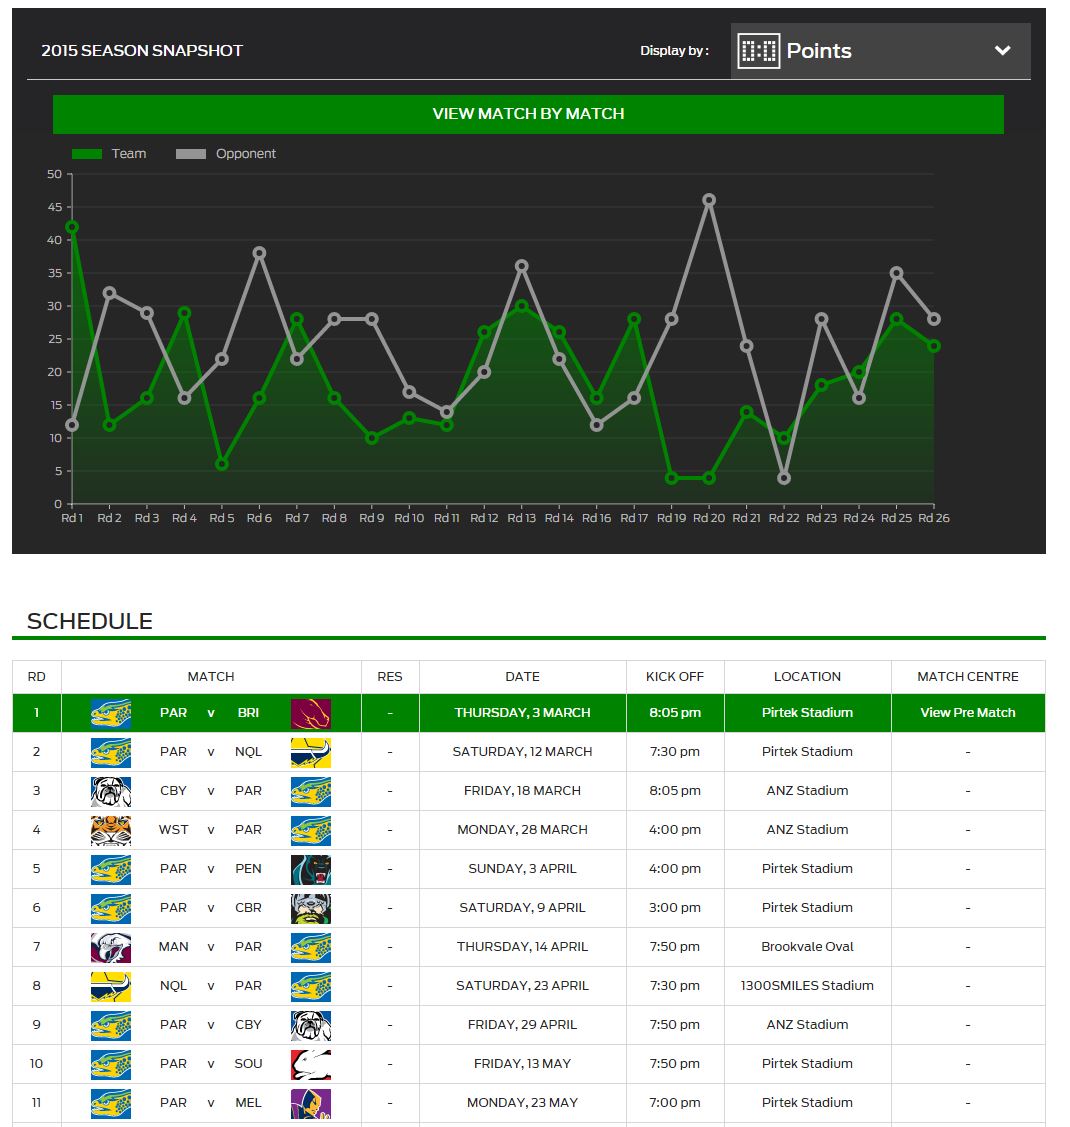 2015 SEASON SNAPSHOT Display by : 0:0 Points
VIEW MATCH BY MATCH
Team Opponent
50
45
40
35
30
25
20
15
10
5
0
Rd 1 Rd 2 Rd 3 Rd 4 Rd 5 Rd 6 Rd 7 Rd 8 Rd 9 Rd 10 Rd 11 Rd 12 Rd 13 Rd 14 Rd 16 Rd 17 Rd 19 Rd 20 Rd 21 Rd 22 Rd 23 Rd 24 Rd 25 Rd 26
SCHEDULE
RD MATCH RES DATE KICK OFF LOCATION MATCH CENTRE
1 PAR v BRI - THURSDAY, 3 MARCH 8:05 pm Pirtek Stadium View Pre Match
2 PAR v NQL - SATURDAY, 12 MARCH 7:30 pm Pirtek Stadium -
3 CBY v PAR - FRIDAY, 18 MARCH 8:05 pm ANZ Stadium -
4 WST v PAR - MONDAY, 28 MARCH 4:00 pm ANZ Stadium -
5 PAR v PEN - SUNDAY, 3 APRIL 4:00 pm Pirtek Stadium -
6 PAR v CBR - SATURDAY, 9 APRIL 3:00 pm Pirtek Stadium -
7 MAN v PAR - THURSDAY, 14 APRIL 7:50 pm Brookvale Oval -
8 NQL v PAR - SATURDAY, 23 APRIL 7:30 pm 1300SMILES Stadium -
9 PAR v CBY - FRIDAY, 29 APRIL 7:50 pm ANZ Stadium -
10 PAR v SOU - FRIDAY, 13 MAY 7:50 pm Pirtek Stadium -
11 PAR v MEL - MONDAY, 23 MAY 7:00 pm Pirtek Stadium -